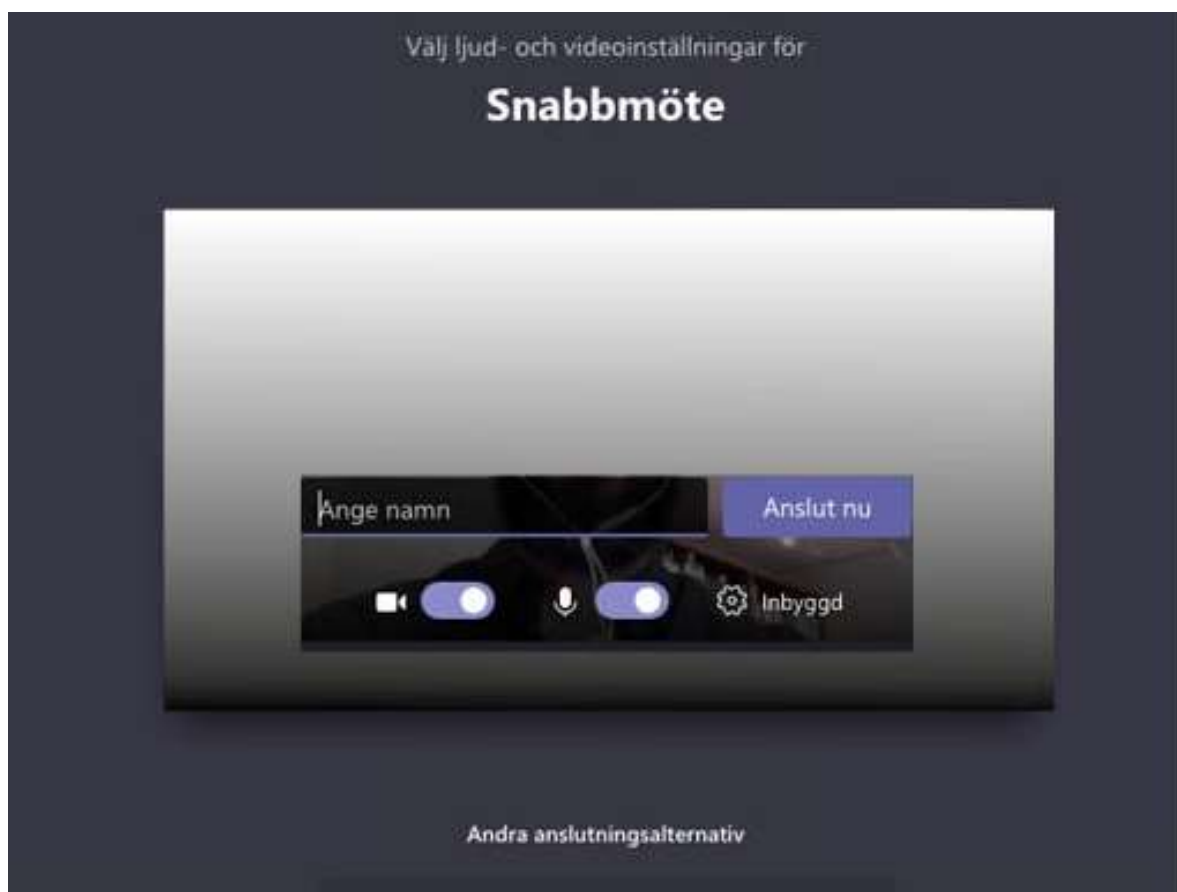 Välj ljud- och videoinställningar för
Snabbmöte
Ange namn
Anslut nu
Inbyggd
Andra anslutningsalternativ